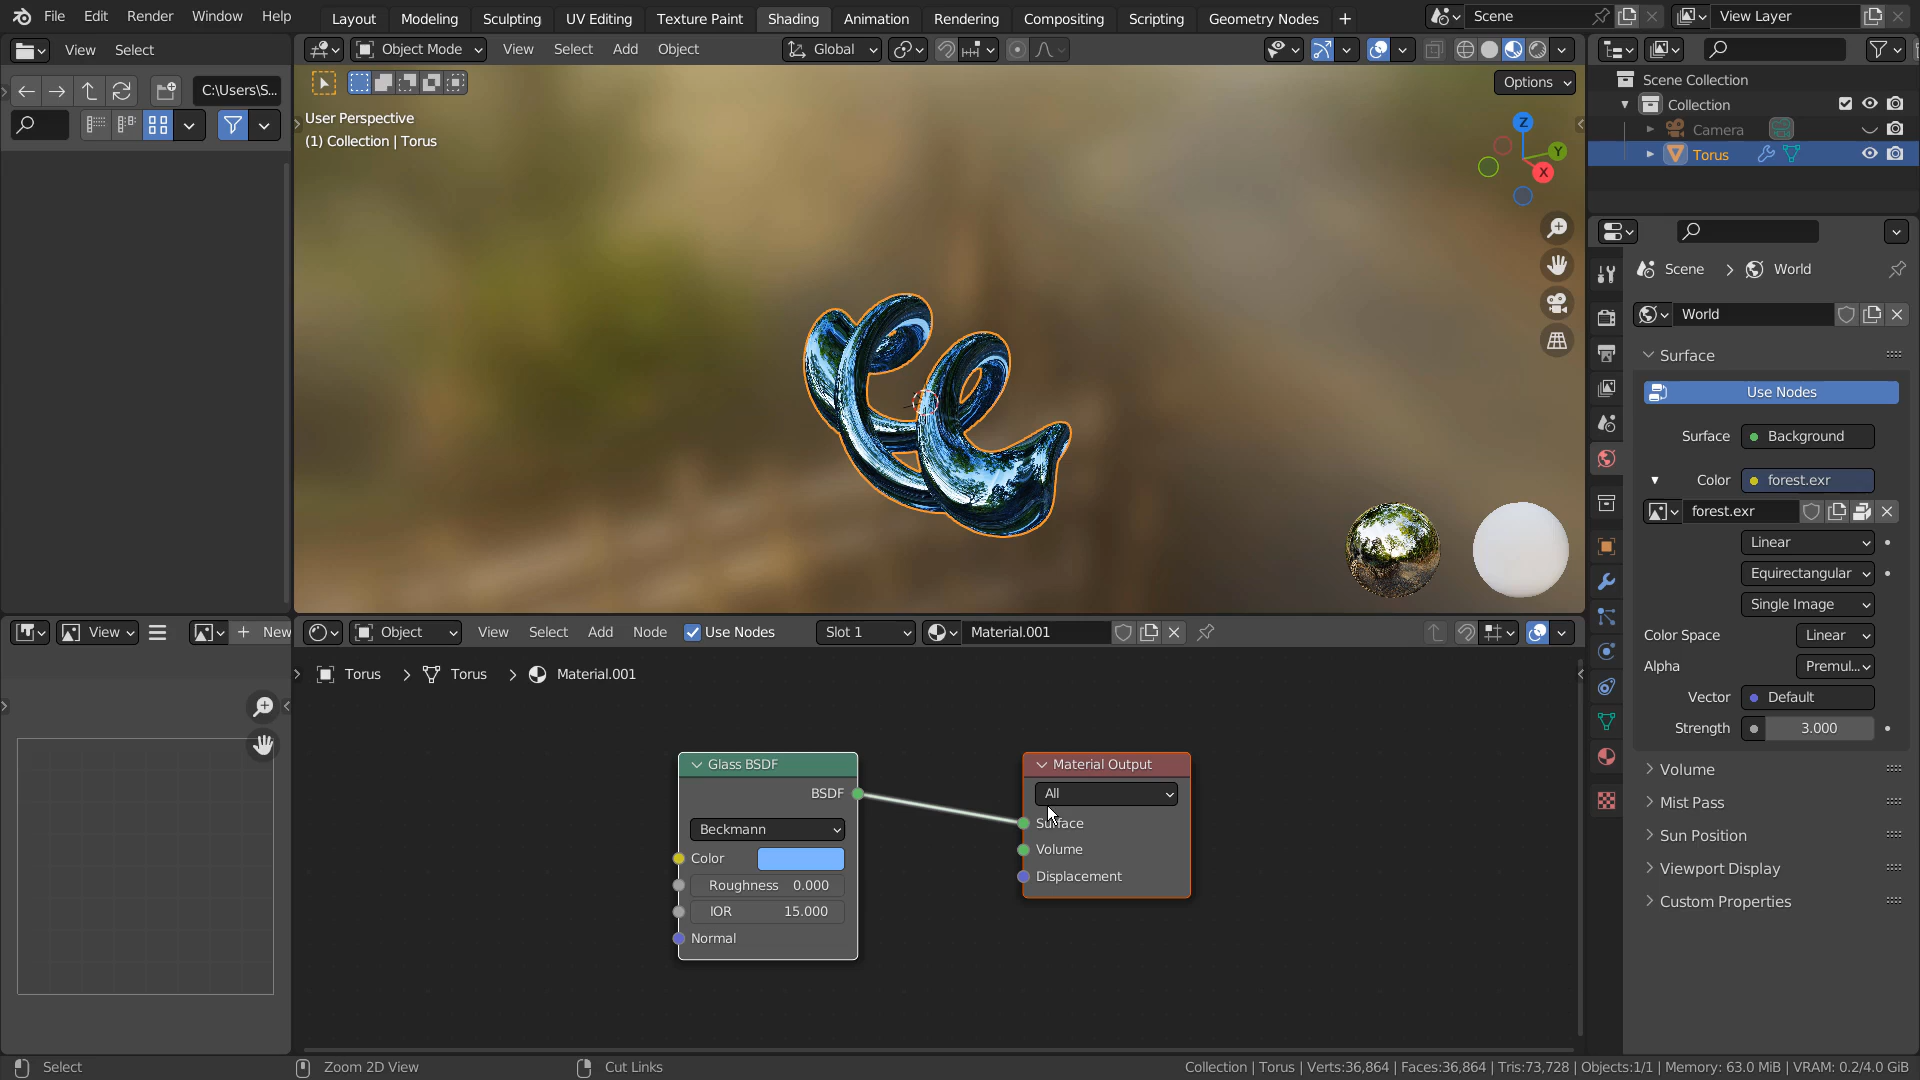 File Edit Render Window Help
Layout Modeling Sculpting UV Editing Texture Paint Shading Animation Rendering Compositing Scripting Geometry Nodes
Scene
View Layer
View Select
Object Mode View Select Add Object
Global
C:\Users\S...
Options
User Perspective
(1) Collection | Torus
Z
Y
X
Scene Collection
Collection
Camera
Torus
Scene > World
World
Surface
Use Nodes
Surface Background
Color forest.exr
forest.exr
Linear
Equirectangular
Single Image
Color Space Linear
Alpha Premul...
Vector Default
Strength 3.000
Volume
Mist Pass
Sun Position
Viewport Display
Custom Properties
View
New
Object View Select Add Node Use Nodes Slot 1 Material.001
Torus > Torus > Material.001
Glass BSDF
BSDF
Beckmann
Color
Roughness 0.000
IOR 15.000
Normal
Material Output
All
Surface
Volume
Displacement
Select
Zoom 2D View
Cut Links
Collection | Torus | Verts:36,864 | Faces:36,864 | Tris:73,728 | Objects:1/1 | Memory: 63.0 MiB | VRAM: 0.2/4.0 GiB